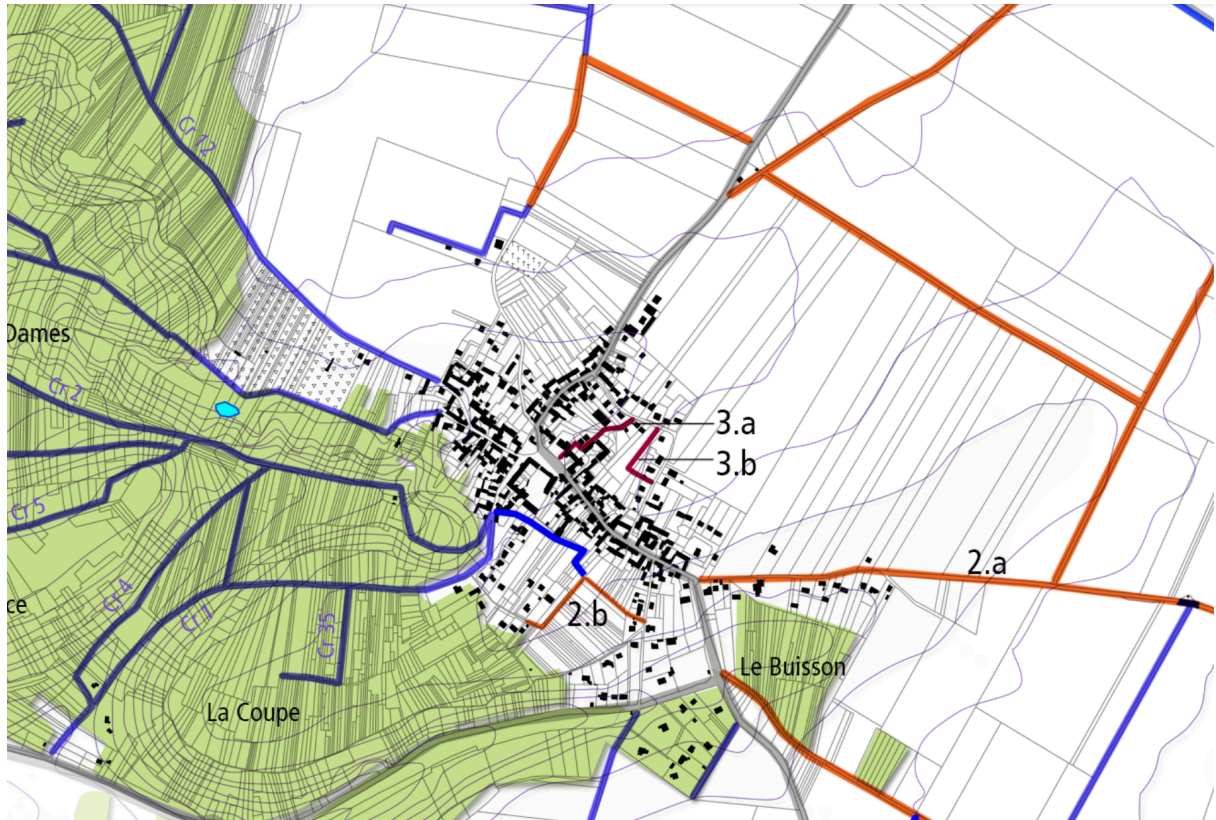 Cr 12
Dames
Cr 2
3.a
3.b
Cr 5
2.a
Cr 4
ce
Cr 1
2.b
Cr 35
Le Buisson
La Coupe